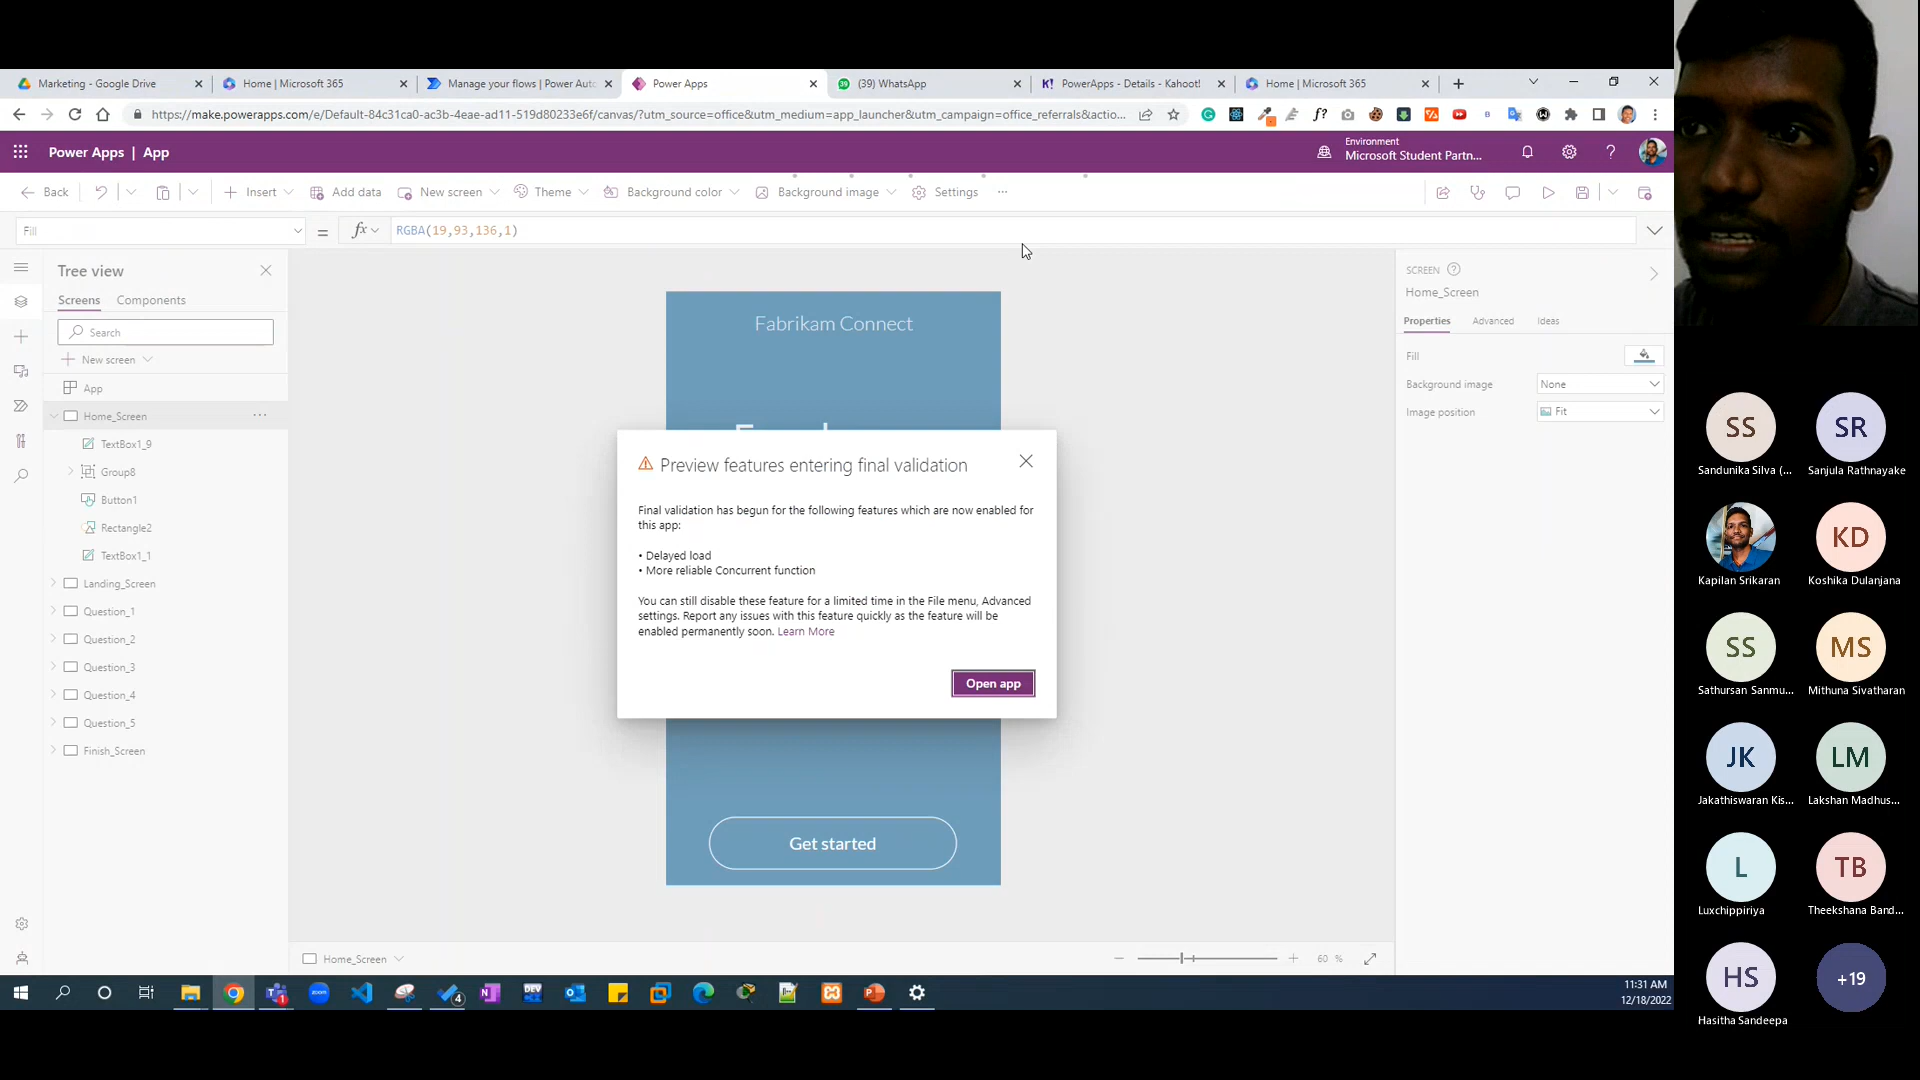 Marketing - Google Drive
Home | Microsoft 365
Manage your flows | Power Auto
Power Apps
(39) WhatsApp
K! PowerApps - Details - Kahoot!
Home | Microsoft 365
https://make.powerapps.com/e/Default-84c31ca0-ac3b-4eae-ad11-519d80233e6f/canvas/?utm_source=office&utm_medium=app_launcher&utm_campaign=office_referrals&actio...
Power Apps | App
Environment
Microsoft Student Partn...
Back
Insert
Add data
New screen
Theme
Background color
Background image
Settings
Fill
=
fx
RGBA(19,93,136,1)
Tree view
Screens
Components
Search
New screen
App
Home_Screen
TextBox1_9
Group8
Button1
Rectangle2
TextBox1_1
Landing_Screen
Question_1
Question_2
Question_3
Question_4
Question_5
Finish_Screen
Fabrikam Connect
Preview features entering final validation
Final validation has begun for the following features which are now enabled for
this app:
• Delayed load
• More reliable Concurrent function
You can still disable these feature for a limited time in the File menu, Advanced
settings. Report any issues with this feature quickly as the feature will be
enabled permanently soon. Learn More
Open app
Get started
SCREEN
Home_Screen
Properties
Advanced
Ideas
Fill
Background image
None
Image position
Fit
Home_Screen
60 %
11:31 AM
12/18/2022
SS
Sandunika Silva (...
SR
Sanjula Rathnayake
Kapilan Srikaran
KD
Koshika Dulanjana
SS
Sathursan Sanmu...
MS
Mithuna Sivatharan
JK
Jakathiswaran Kis...
LM
Lakshan Madhus...
L
Luxchippiriya
TB
Theekshana Band...
HS
Hasitha Sandeepa
+19